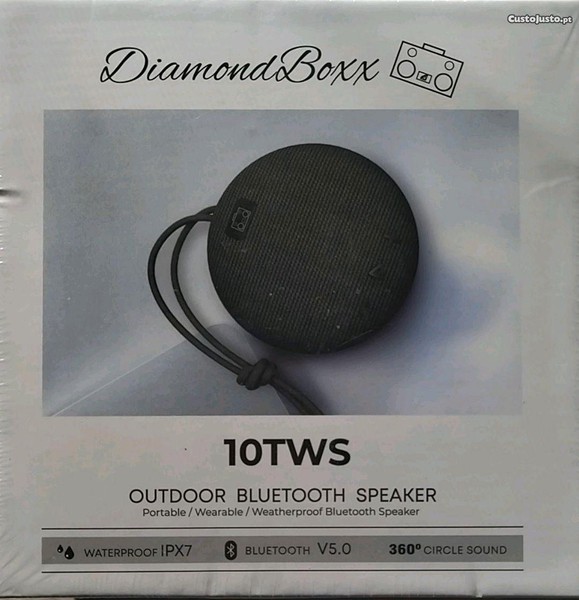 CustoJusto.pt
DiamondBoxx
10TWS
OUTDOOR BLUETOOTH SPEAKER
Portable / Wearable / Weatherproof Bluetooth Speaker
WATERPROOF IPX7 BLUETOOTH V5.0 360º CIRCLE SOUND